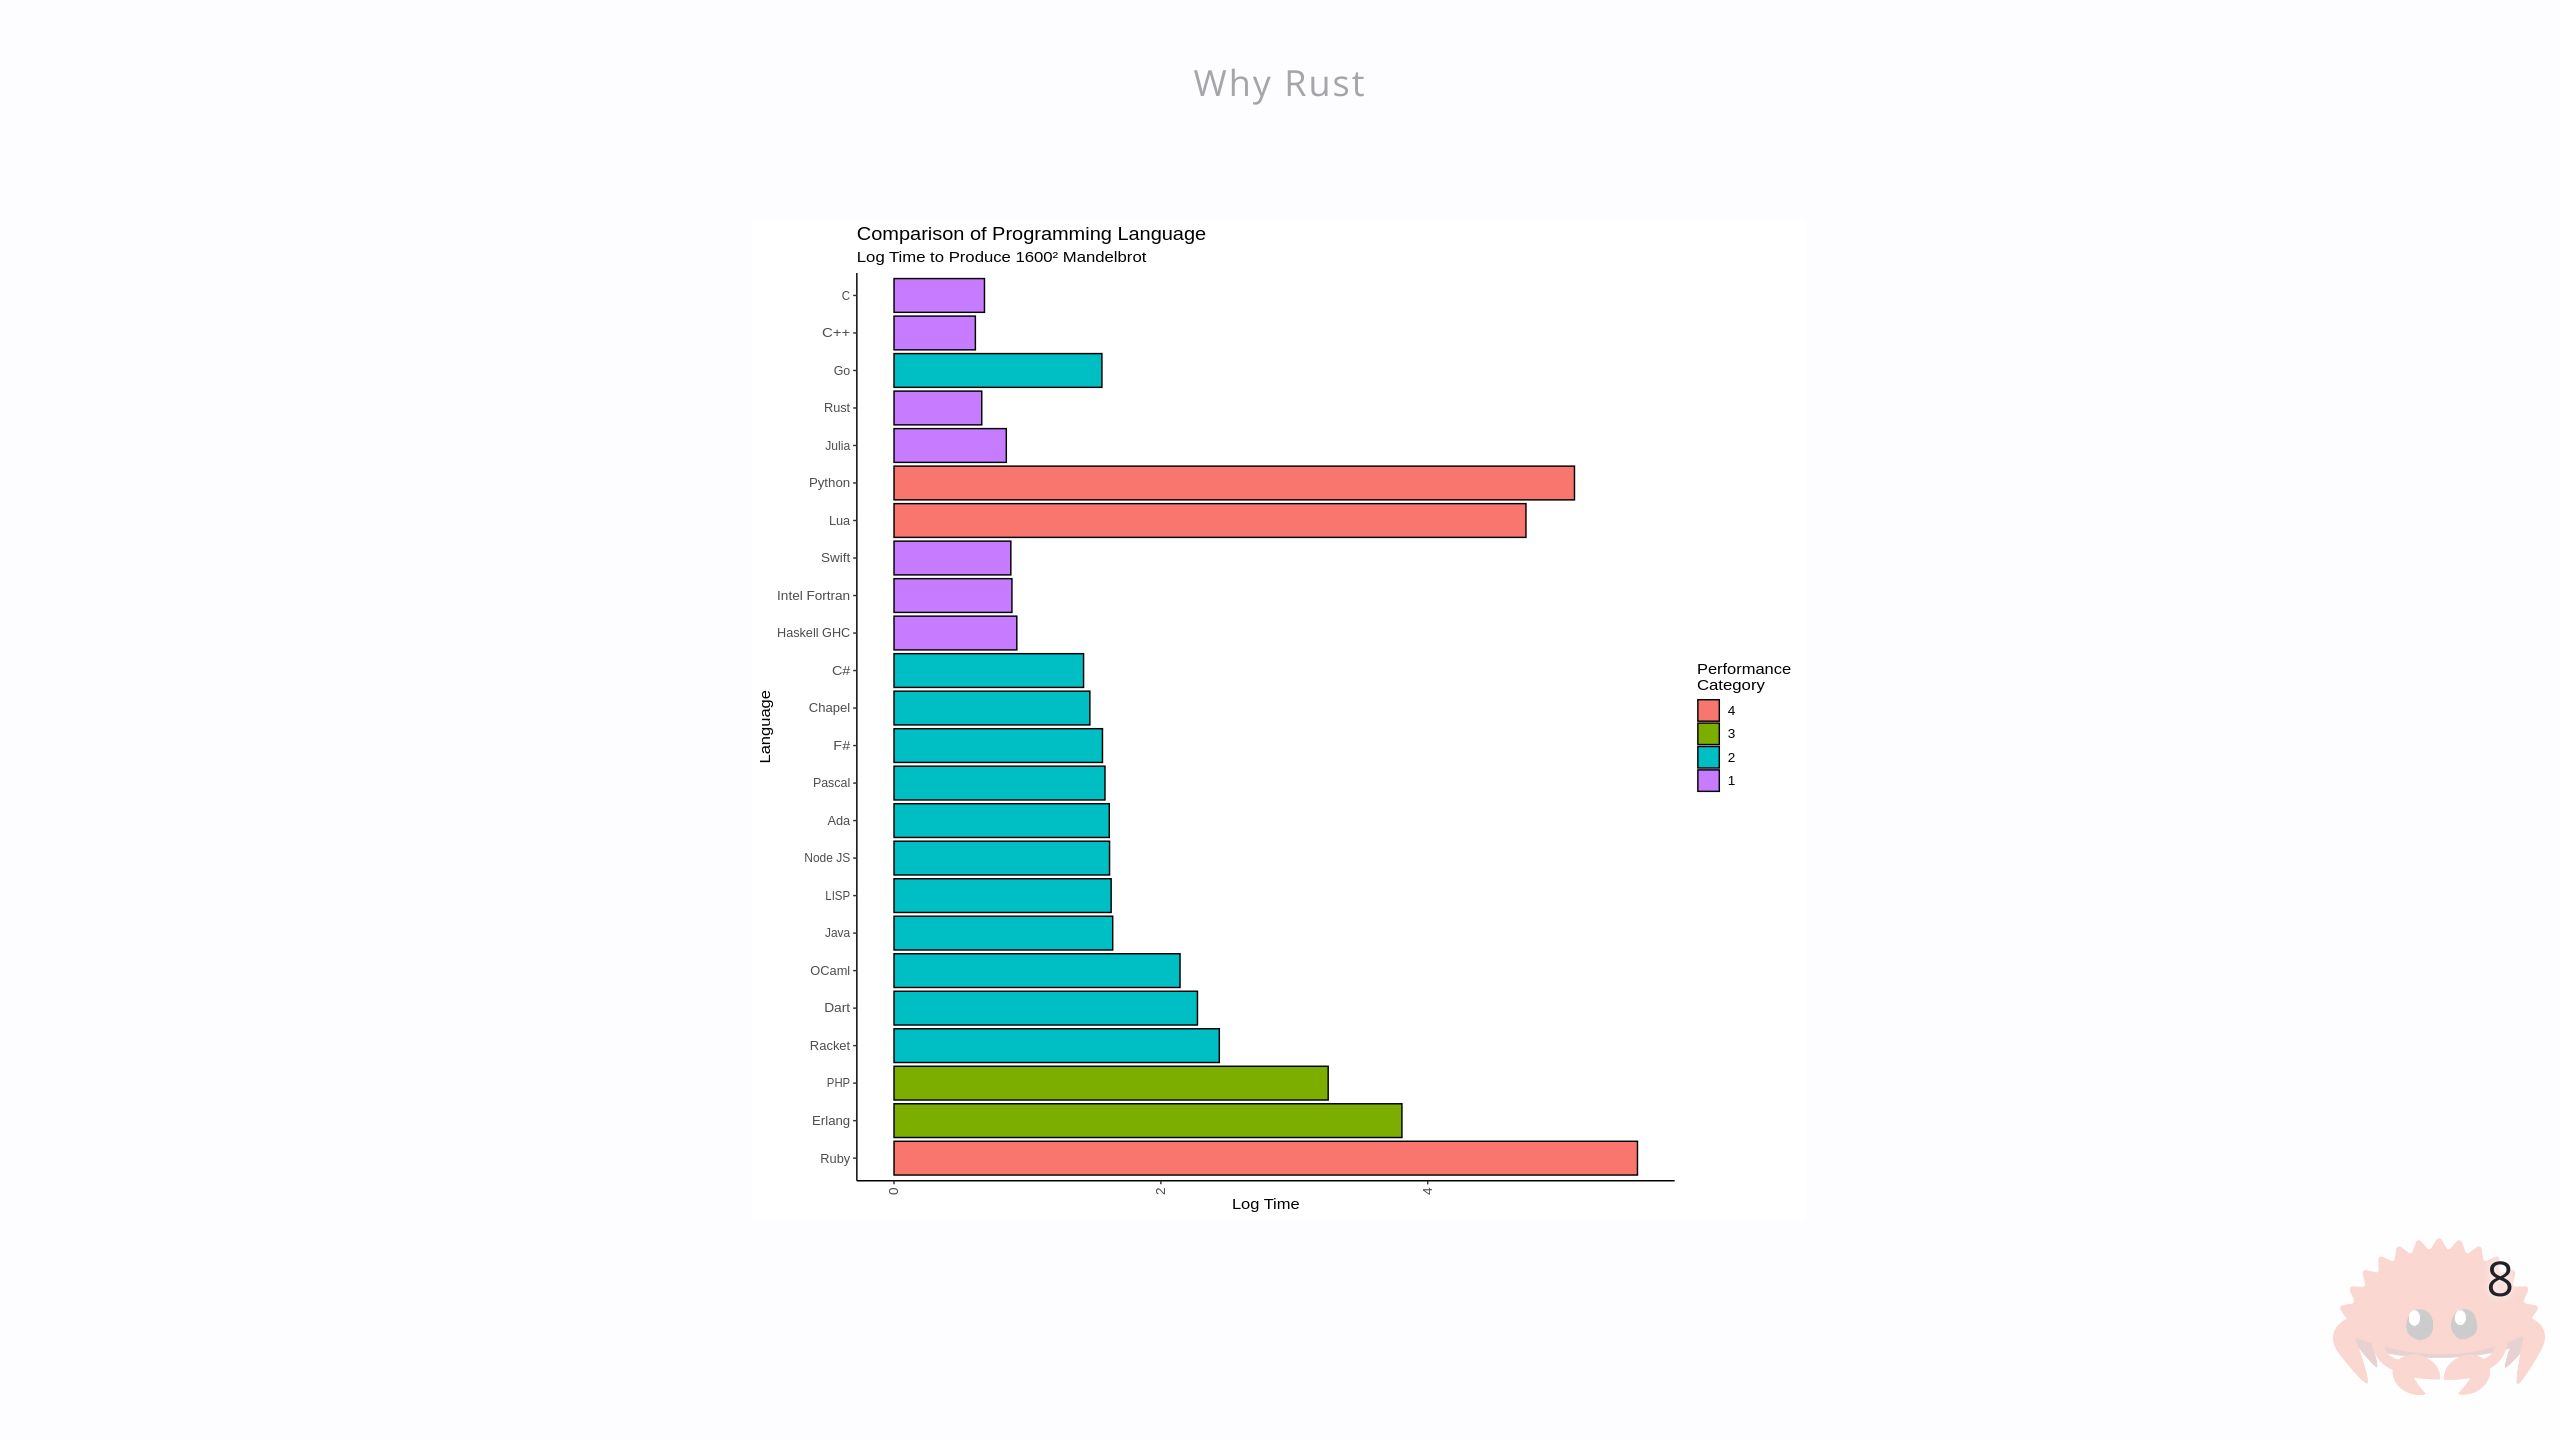 Why Rust
Comparison of Programming Language
Log Time to Produce 1600² Mandelbrot
C
C++
Go
Rust
Julia
Python
Lua
Swift
Intel Fortran
Haskell GHC
C#
Chapel
F#
Pascal
Ada
Node JS
LISP
Java
OCaml
Dart
Racket
PHP
Erlang
Ruby
Language
0
2
4
Log Time
Performance
Category
4
3
2
1
8